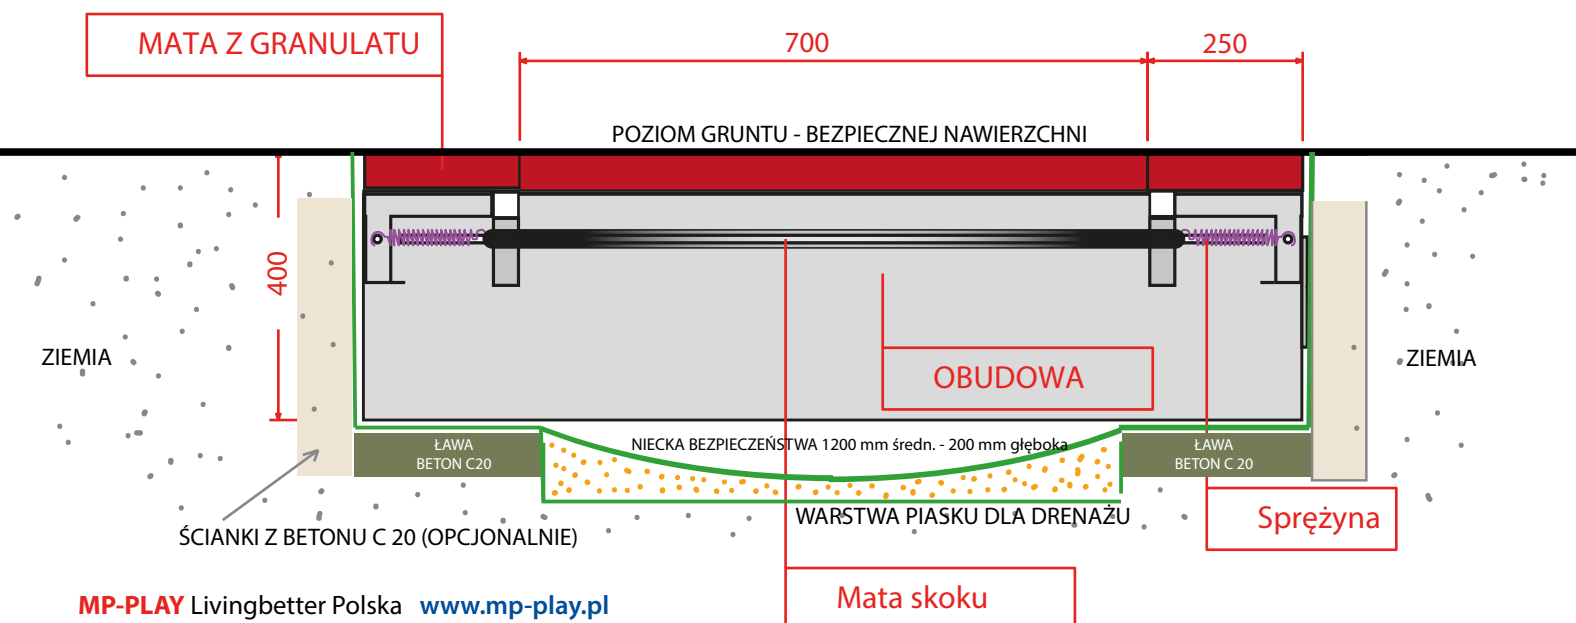 MATA Z GRANULATU
700
250
POZIOM GRUNTU - BEZPIECZNEJ NAWIERZCHNI
400
ZIEMIA
ZIEMIA
OBUDOWA
ŁAWA
BETON C20
NIECKA BEZPIECZEŃSTWA 1200 mm średn. - 200 mm głęboka
ŁAWA
BETON C 20
WARSTWA PIASKU DLA DRENAŻU
Sprężyna
ŚCIANKI Z BETONU C 20 (OPCJONALNIE)
Mata skoku
MP-PLAY Livingbetter Polska www.mp-play.pl